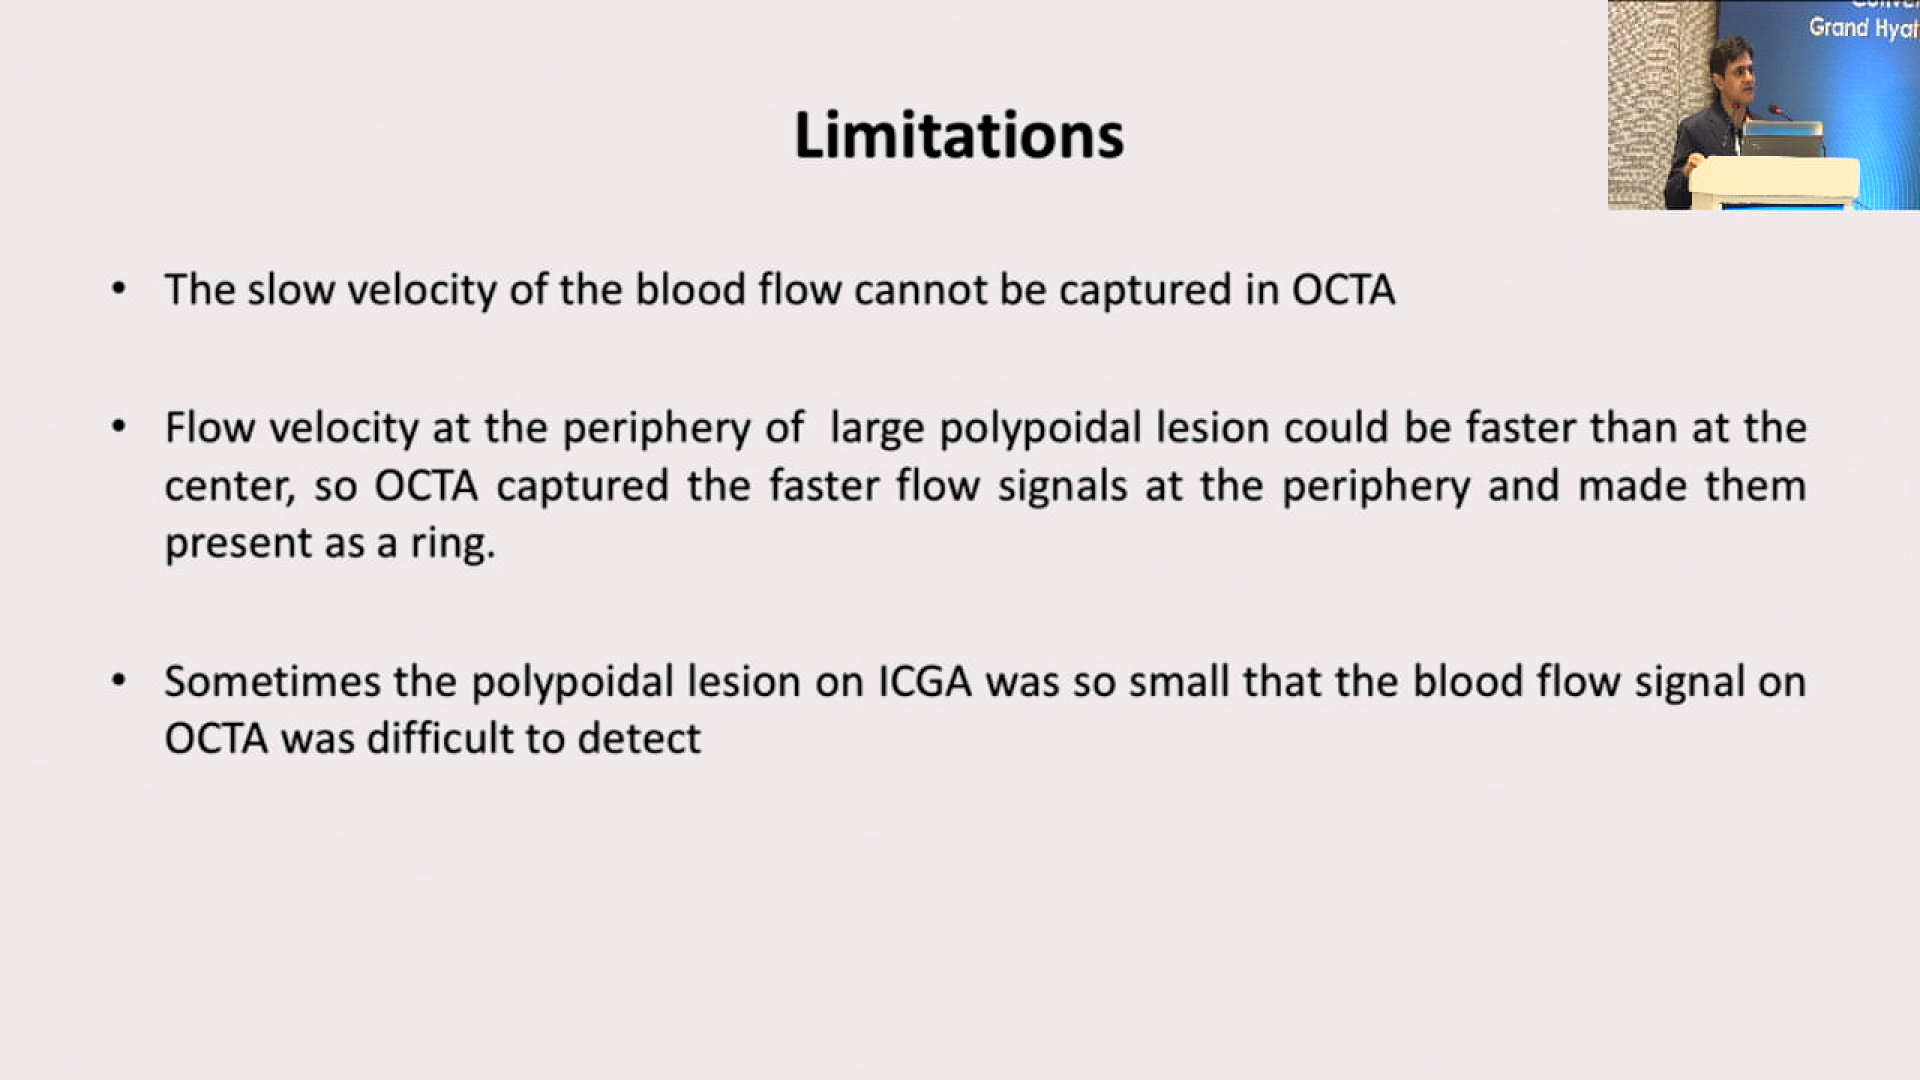 Grand
Limitations
• The slow velocity of the blood flow cannot be captured in OCTA
• Flow velocity at the periphery of large polypoidal lesion could be faster than at the
center, so OCTA captured the faster flow signals at the periphery and made them
present as a ring.
• Sometimes the polypoidal lesion on ICGA was so small that the blood flow signal on
OCTA was difficult to detect